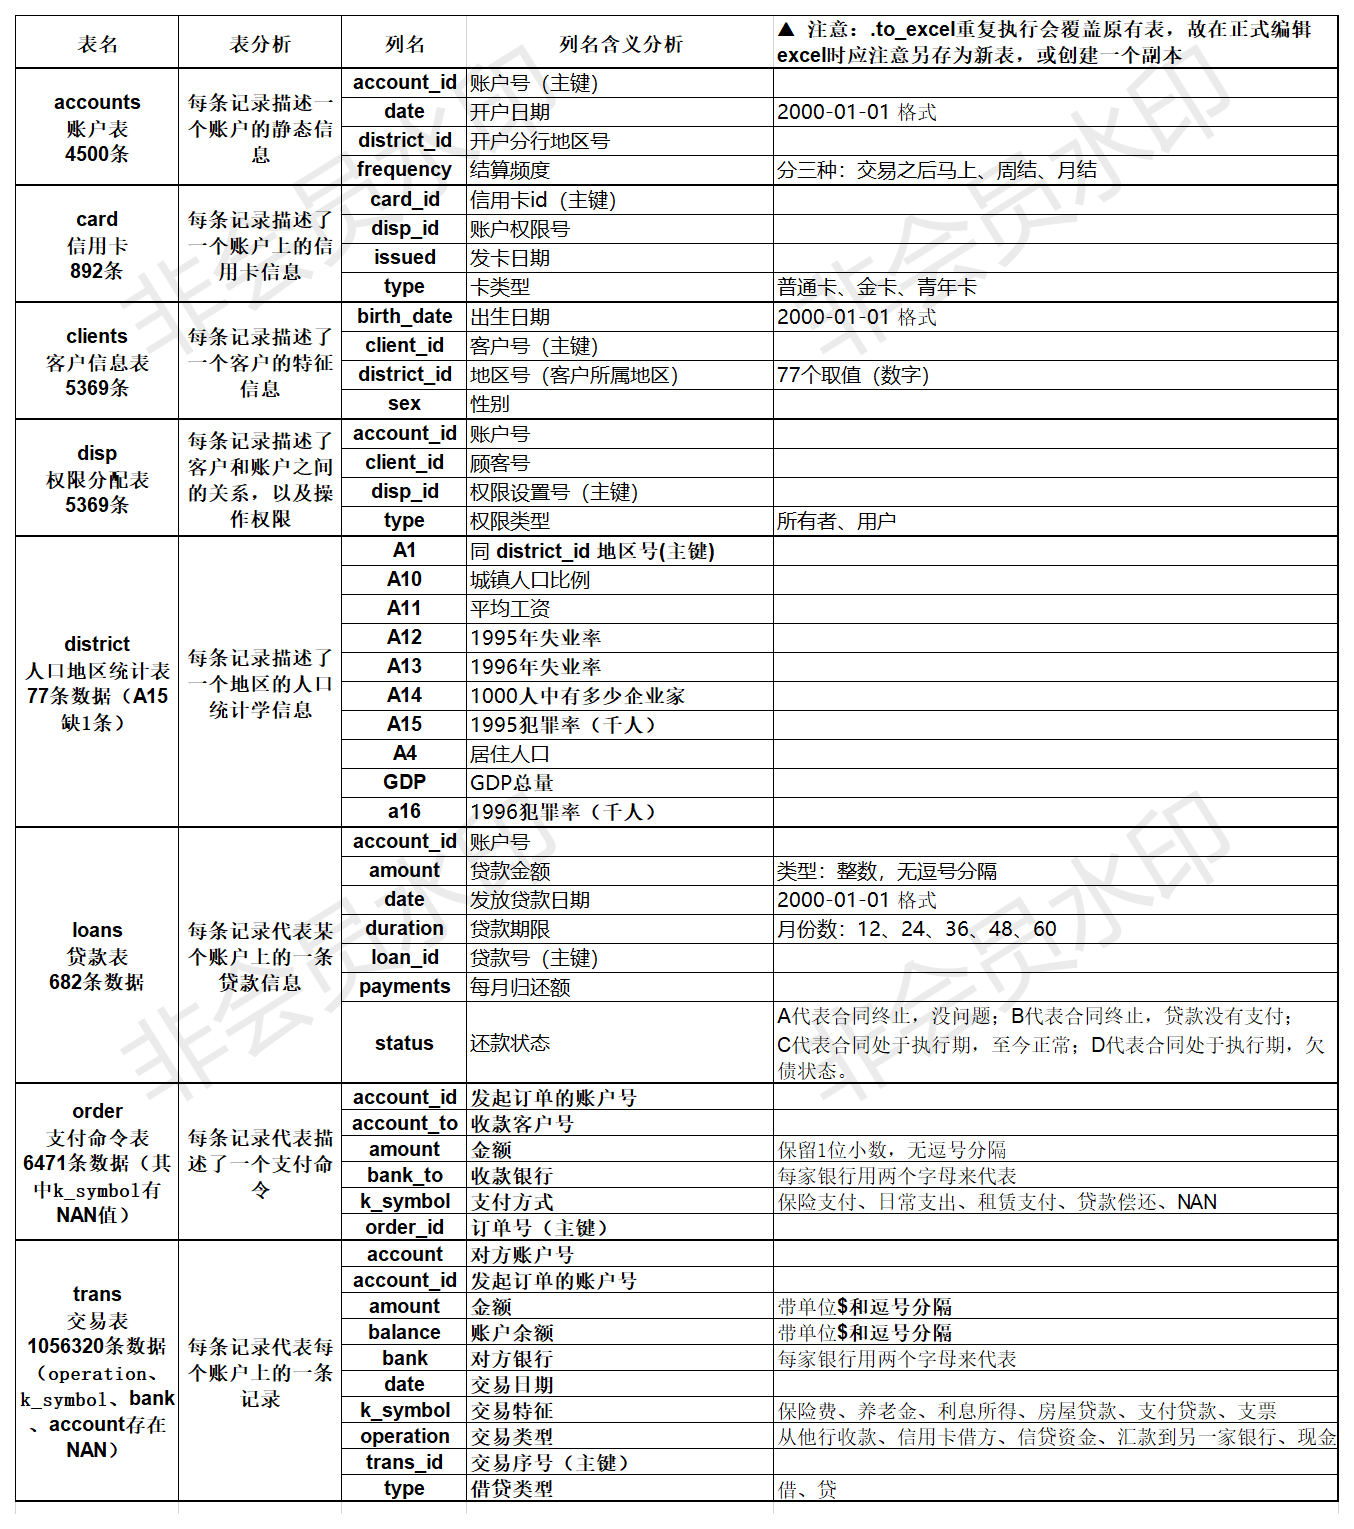 表名 表分析 列名 列名含义分析 ▲ 注意：.to_excel重复执行会覆盖原有表，故在正式编辑
excel时应注意另存为新表，或创建一个副本
accounts
账户表
4500条
每条记录描述一
个账户的静态信
息
account_id 账户号（主键）
date 开户日期 2000-01-01 格式
district_id 开户分行地区号
frequency 结算频度 分三种：交易之后马上、周结、月结
card
信用卡
892条
每条记录描述了
一个账户上的信
用卡信息
card_id 信用卡id（主键）
disp_id 账户权限号
issued 发卡日期
type 卡类型 普通卡、金卡、青年卡
clients
客户信息表
5369条
每条记录描述了
一个客户的特征
信息
birth_date 出生日期 2000-01-01 格式
client_id 客户号（主键）
district_id 地区号（客户所属地区） 77个取值（数字）
sex 性别
disp
权限分配表
5369条
每条记录描述了
客户和账户之间
的关系，以及操
作权限
account_id 账户号
client_id 顾客号
disp_id 权限设置号（主键）
type 权限类型 所有者、用户
district
人口地区统计表
77条数据（A15
缺1条）
每条记录描述了
一个地区的人口
统计学信息
A1 同 district_id 地区号(主键)
A10 城镇人口比例
A11 平均工资
A12 1995年失业率
A13 1996年失业率
A14 1000人中有多少企业家
A15 1995犯罪率（千人）
A4 居住人口
GDP GDP总量
a16 1996犯罪率（千人）
loans
贷款表
682条数据
每条记录代表某
个账户上的一条
贷款信息
account_id 账户号
amount 贷款金额 类型：整数，无逗号分隔
date 发放贷款日期 2000-01-01 格式
duration 贷款期限 月份数：12、24、36、48、60
loan_id 贷款号（主键）
payments 每月归还额
status 还款状态 A代表合同终止，没问题；B代表合同终止，贷款没有支付；
C代表合同处于执行期，至今正常；D代表合同处于执行期，欠
债状态。
order
支付命令表
6471条数据（其
中k_symbol有
NAN值）
每条记录代表描
述了一个支付命
令
account_id 发起订单的账户号
account_to 收款客户号
amount 金额 保留1位小数，无逗号分隔
bank_to 收款银行 每家银行用两个字母来代表
k_symbol 支付方式 保险支付、日常支出、租赁支付、贷款偿还、NAN
order_id 订单号（主键）
trans
交易表
1056320条数据
（operation、
k_symbol、bank
、account存在
NAN）
每条记录代表每
个账户上的一条
记录
account 对方账户号
account_id 发起订单的账户号
amount 金额 带单位$和逗号分隔
balance 账户余额 带单位$和逗号分隔
bank 对方银行 每家银行用两个字母来代表
date 交易日期
k_symbol 交易特征 保险费、养老金、利息所得、房屋贷款、支付贷款、支票
operation 交易类型 从他行收款、信用卡借方、信贷资金、汇款到另一家银行、现金
trans_id 交易序号（主键）
type 借贷类型 借、贷
非会员水印
非会员水印
非会员水印
非会员水印